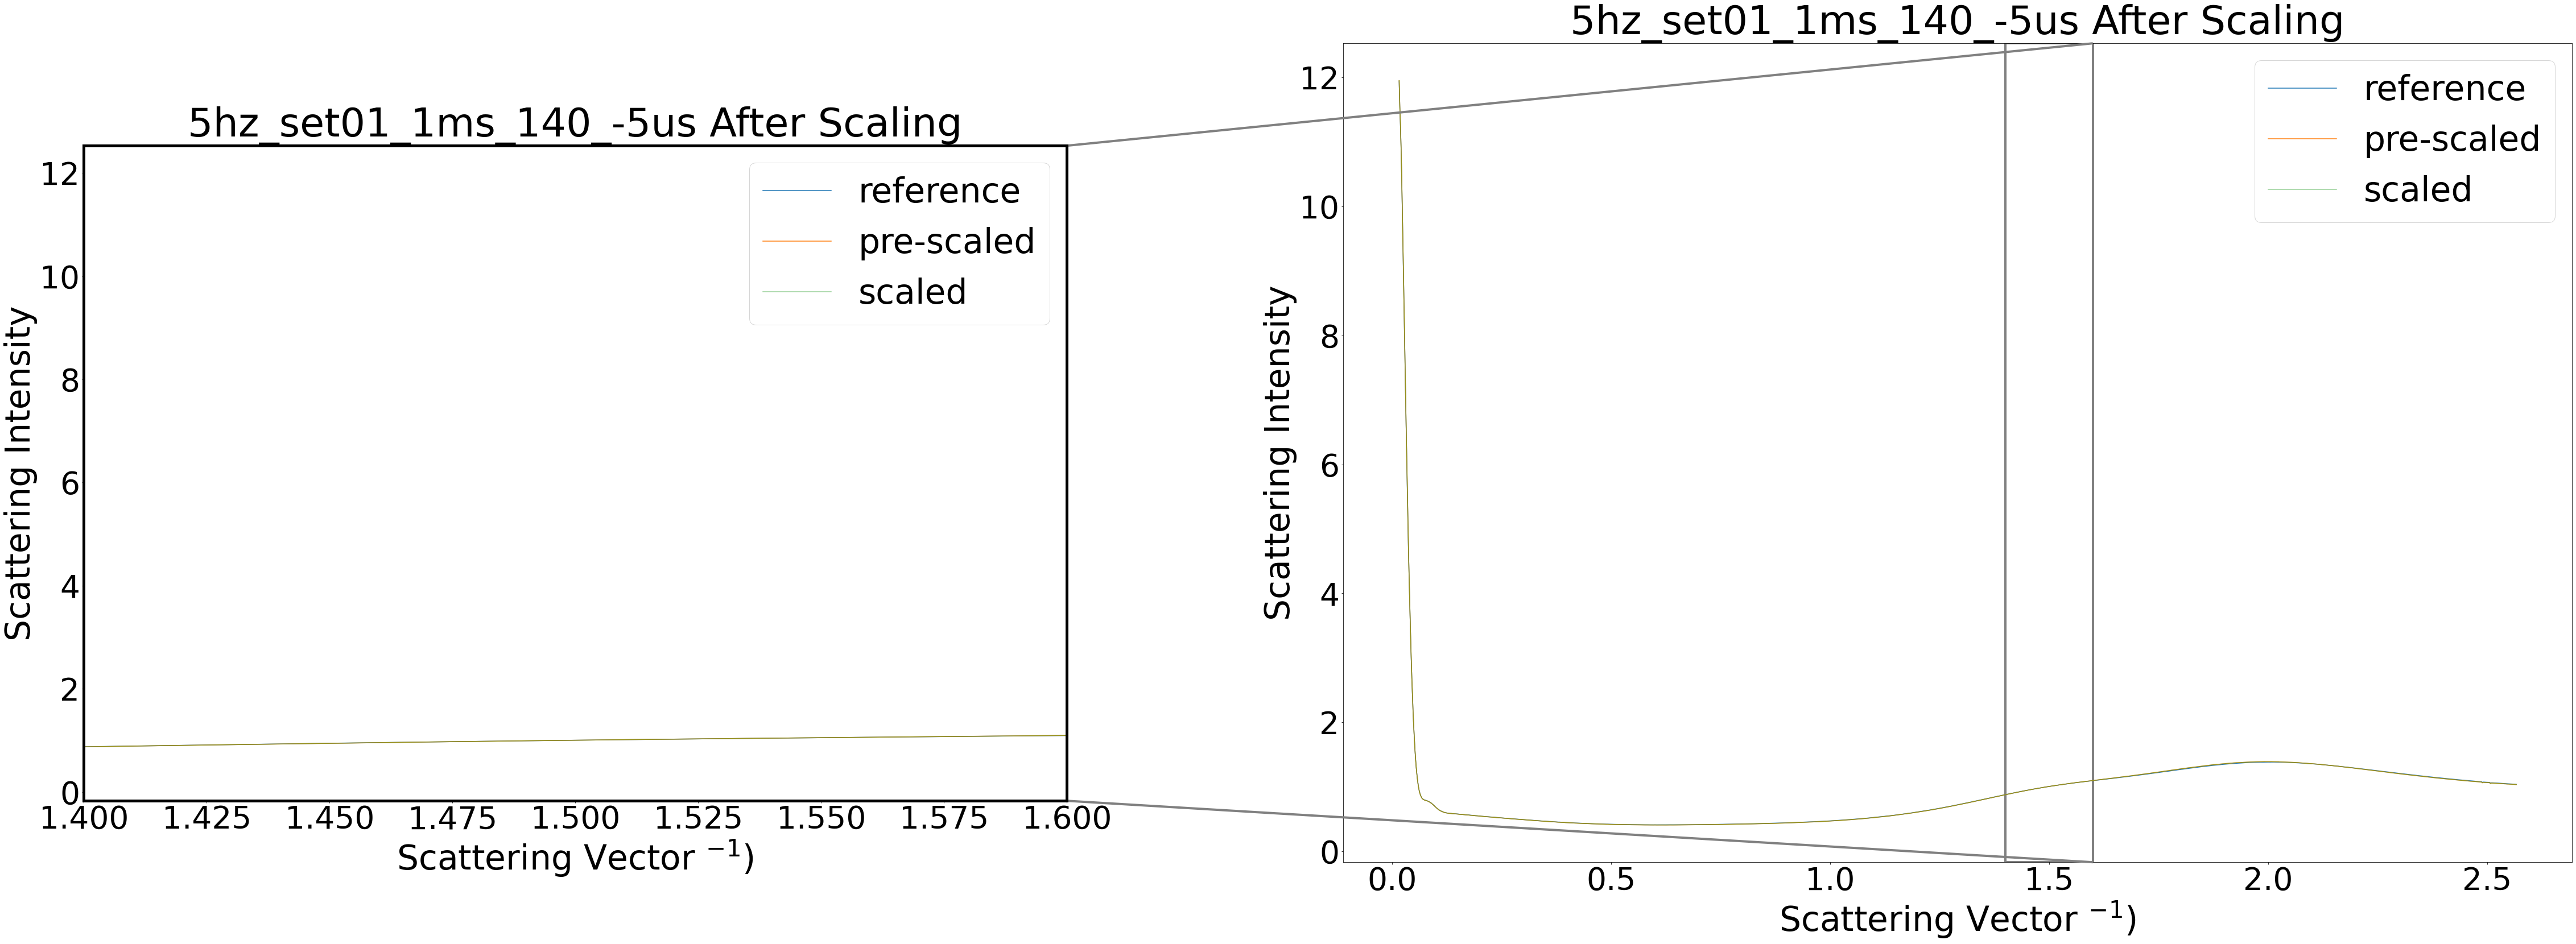 5hz_set01_1ms_140_-5us After Scaling
12
10
8
6
4
2
0
Scattering Intensity
reference
pre-scaled
scaled
1.400 1.425 1.450 1.475 1.500 1.525 1.550 1.575 1.600
Scattering Vector ⁻¹)
5hz_set01_1ms_140_-5us After Scaling
12
10
8
6
4
2
0
Scattering Intensity
reference
pre-scaled
scaled
0.0 0.5 1.0 1.5 2.0 2.5
Scattering Vector ⁻¹)